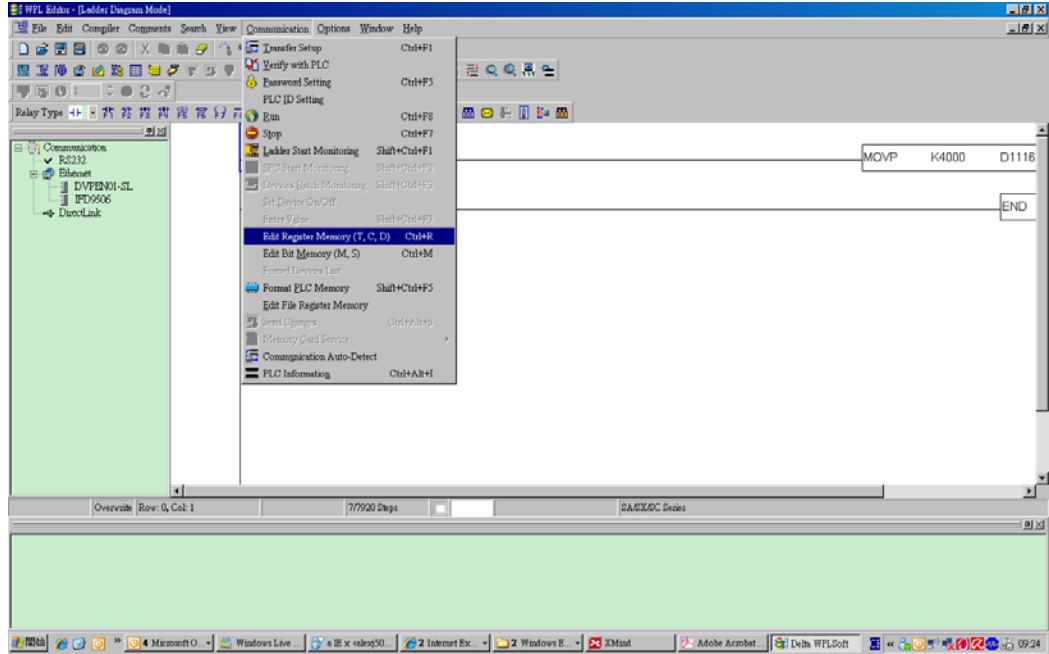 WPL Editor - [Ladder Diagram Mode]
File Edit Compiler Comments Search View Communication Options Window Help
Transfer Setup Ctrl+F1
Verify with PLC
Password Setting Ctrl+F5
PLC ID Setting
Run Ctrl+F8
Stop Ctrl+F7
Ladder Start Monitoring Shift+Ctrl+F1
SFC-Start Monitoring Shift+Ctrl+F2
Devices Batch Monitoring Shift+Ctrl+F3
Set Device On/Off
Enter Value Shift+Ctrl+F7
Edit Register Memory (T, C, D) Ctrl+R
Edit Bit Memory (M, S) Ctrl+M
Forced Devices List
Format PLC Memory Shift+Ctrl+F5
Edit File Register Memory
Send Changes Ctrl+Alt+S
Memory Card Service
Communication Auto-Detect
PLC Information Ctrl+Alt+I
Relay Type
Communication
RS232
Ethernet
DVPEN01-SL
IFD9506
DirectLink
MOVP K4000 D1116
END
Overwrite Row: 0, Col: 1 7/7920 Steps SA/SX/SC Series
開始 4 Microsoft O... Windows Live ... 2 Internet Ex... 2 Windows E... XMind Adobe Acrobat ... Delta WPLSoft 09:24